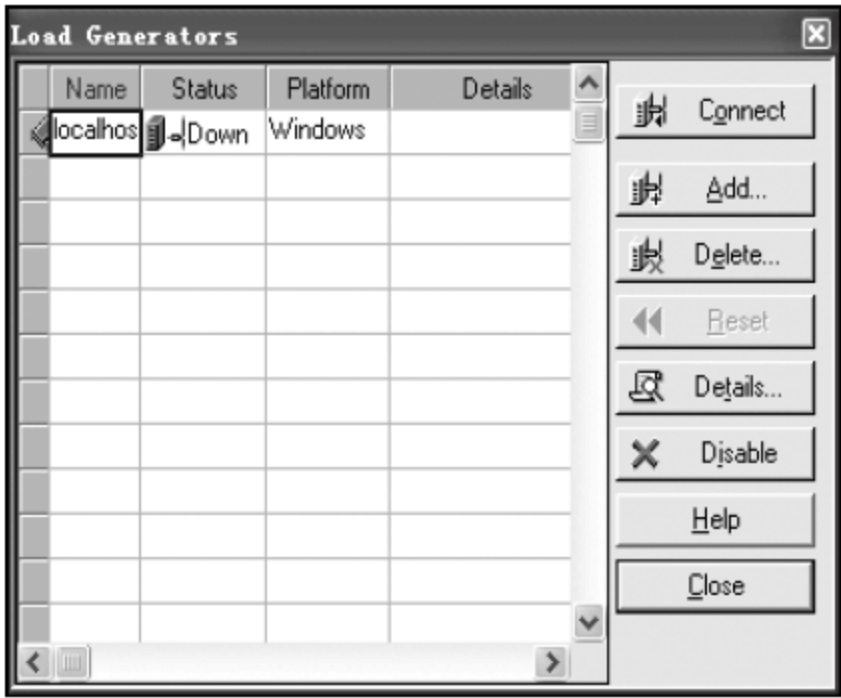 Load Generators
Name Status Platform Details
localhos Down Windows
Connect
Add...
Delete...
Reset
Details...
Disable
Help
Close